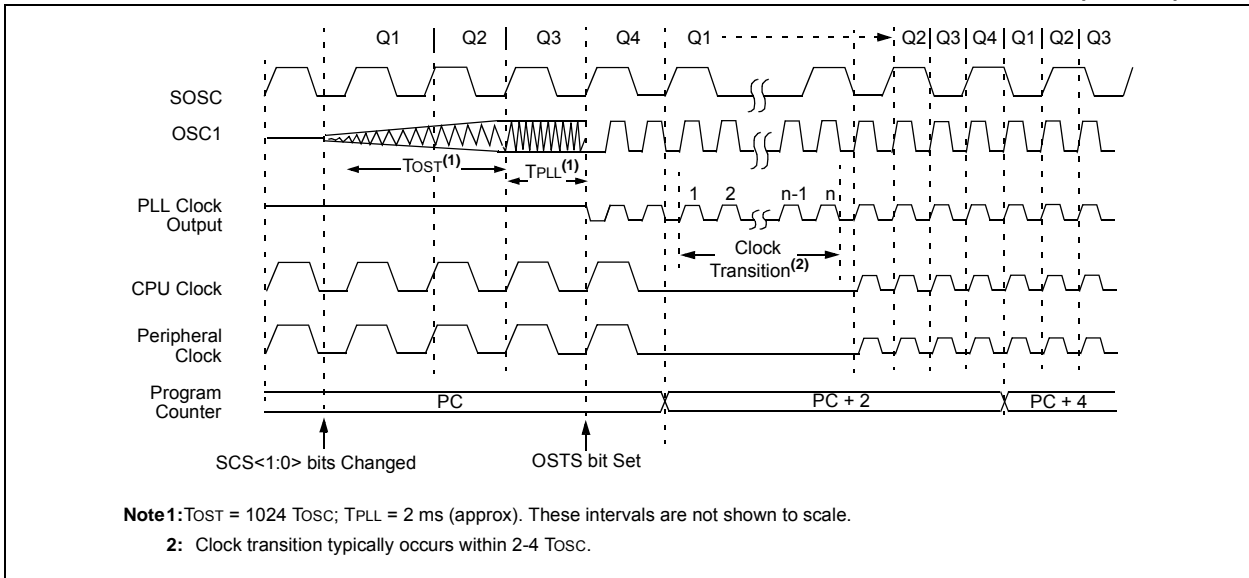 Q1 Q2 Q3 Q4 Q1 Q2 Q3 Q4 Q1 Q2 Q3
SOSC
OSC1
TOST(1) TPLL(1)
1 2 n-1 n
PLL Clock
Output
Clock
Transition(2)
CPU Clock
Peripheral
Clock
Program
Counter
PC PC + 2 PC + 4
SCS<1:0> bits Changed OSTS bit Set
Note1:TOST = 1024 TOSC; TPLL = 2 ms (approx). These intervals are not shown to scale.
2: Clock transition typically occurs within 2-4 TOSC.